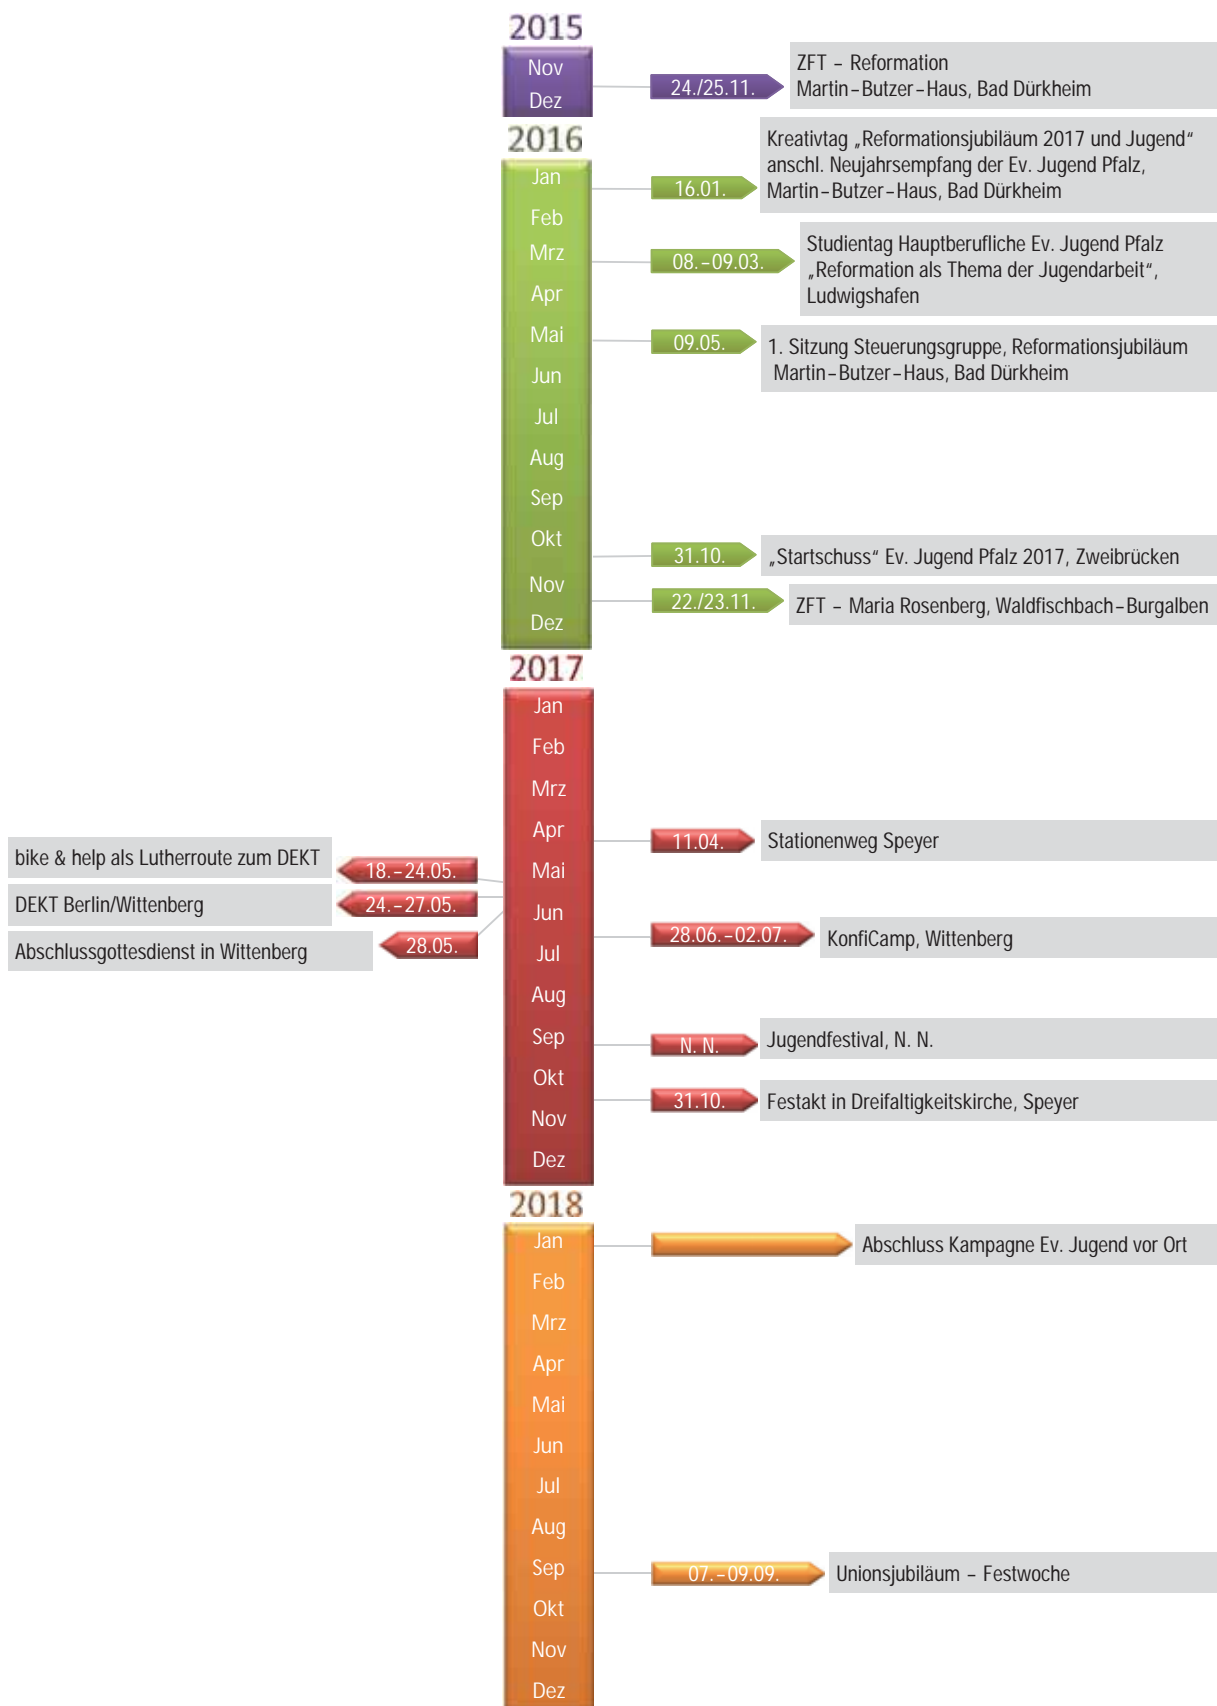 2015
Nov
Dez
24./25.11.
ZFT – Reformation
Martin–Butzer–Haus, Bad Dürkheim
2016
Jan
Feb
Mrz
Apr
Mai
Jun
Jul
Aug
Sep
Okt
Nov
Dez
16.01.
Kreativtag „Reformationsjubiläum 2017 und Jugend“
anschl. Neujahrsempfang der Ev. Jugend Pfalz,
Martin–Butzer–Haus, Bad Dürkheim
08.–09.03.
Studientag Hauptberufliche Ev. Jugend Pfalz
„Reformation als Thema der Jugendarbeit“,
Ludwigshafen
09.05.
1. Sitzung Steuerungsgruppe, Reformationsjubiläum
Martin–Butzer–Haus, Bad Dürkheim
31.10.
„Startschuss“ Ev. Jugend Pfalz 2017, Zweibrücken
22./23.11.
ZFT – Maria Rosenberg, Waldfischbach–Burgalben
2017
Jan
Feb
Mrz
Apr
Mai
Jun
Jul
Aug
Sep
Okt
Nov
Dez
11.04.
Stationenweg Speyer
bike & help als Lutherroute zum DEKT
18.–24.05.
DEKT Berlin/Wittenberg
24.–27.05.
Abschlussgottesdienst in Wittenberg
28.05.
28.06.–02.07.
KonfiCamp, Wittenberg
N. N.
Jugendfestival, N. N.
31.10.
Festakt in Dreifaltigkeitskirche, Speyer
2018
Jan
Feb
Mrz
Apr
Mai
Jun
Jul
Aug
Sep
Okt
Nov
Dez
Abschluss Kampagne Ev. Jugend vor Ort
07.–09.09.
Unionsjubiläum – Festwoche